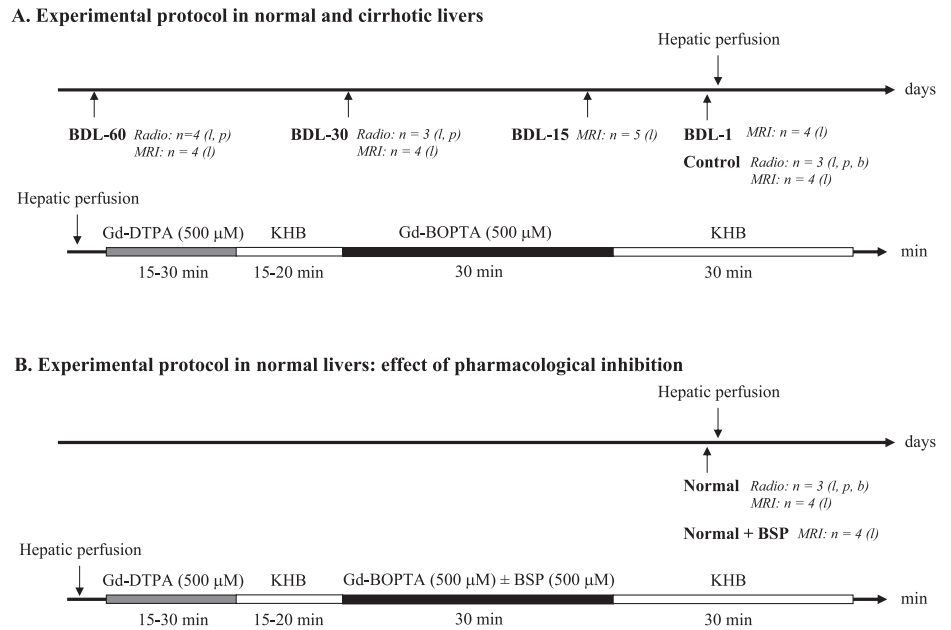 A. Experimental protocol in normal and cirrhotic livers
Hepatic perfusion
days
BDL-60 Radio: n=4 (l, p)
MRI: n = 4 (l)
BDL-30 Radio: n = 3 (l, p)
MRI: n = 4 (l)
BDL-15 MRI: n = 5 (l)
BDL-1 MRI: n = 4 (l)
Control Radio: n = 3 (l, p, b)
MRI: n = 4 (l)
Hepatic perfusion
Gd-DTPA (500 μM) KHB Gd-BOPTA (500 μM) KHB
min
15-30 min 15-20 min 30 min 30 min
B. Experimental protocol in normal livers: effect of pharmacological inhibition
Hepatic perfusion
days
Normal Radio: n = 3 (l, p, b)
MRI: n = 4 (l)
Normal + BSP MRI: n = 4 (l)
Hepatic perfusion
Gd-DTPA (500 μM) KHB Gd-BOPTA (500 μM) ± BSP (500 μM) KHB
min
15-30 min 15-20 min 30 min 30 min